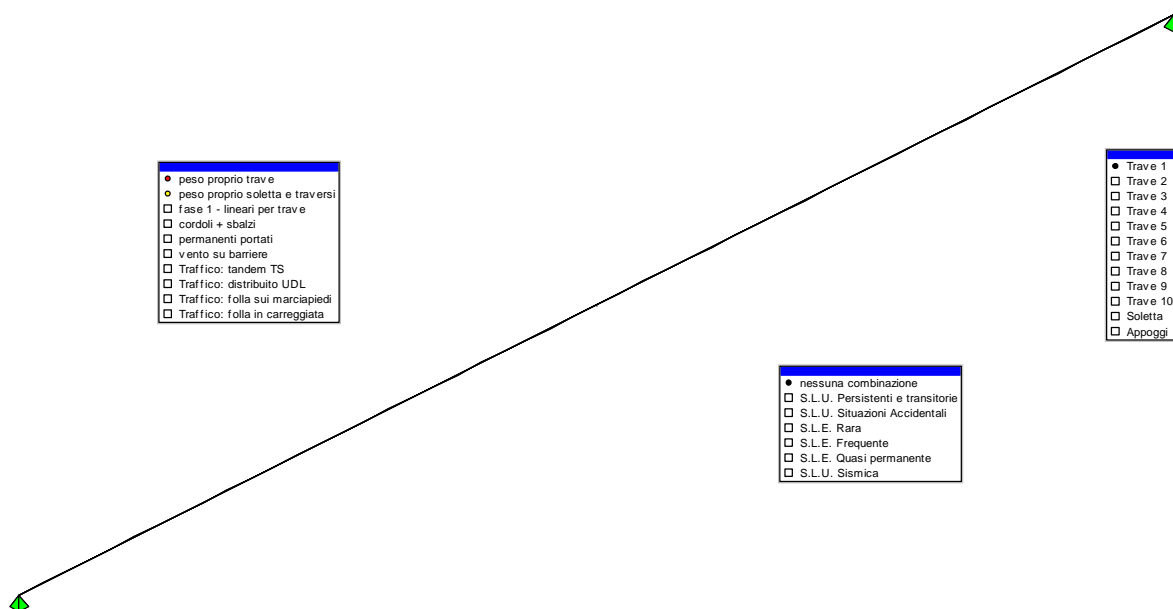 peso proprio trave
peso proprio soletta e traversi
fase 1 - lineari per trave
cordoli + sbalzi
permanenti portati
vento su barriere
Traffico: tandem TS
Traffico: distribuito UDL
Traffico: folla sui marciapiedi
Traffico: folla in carreggiata
Trave 1
Trave 2
Trave 3
Trave 4
Trave 5
Trave 6
Trave 7
Trave 8
Trave 9
Trave 10
Soletta
Appoggi
nessuna combinazione
S.L.U. Persistenti e transitorie
S.L.U. Situazioni Accidentali
S.L.E. Rara
S.L.E. Frequente
S.L.E. Quasi permanente
S.L.U. Sismica